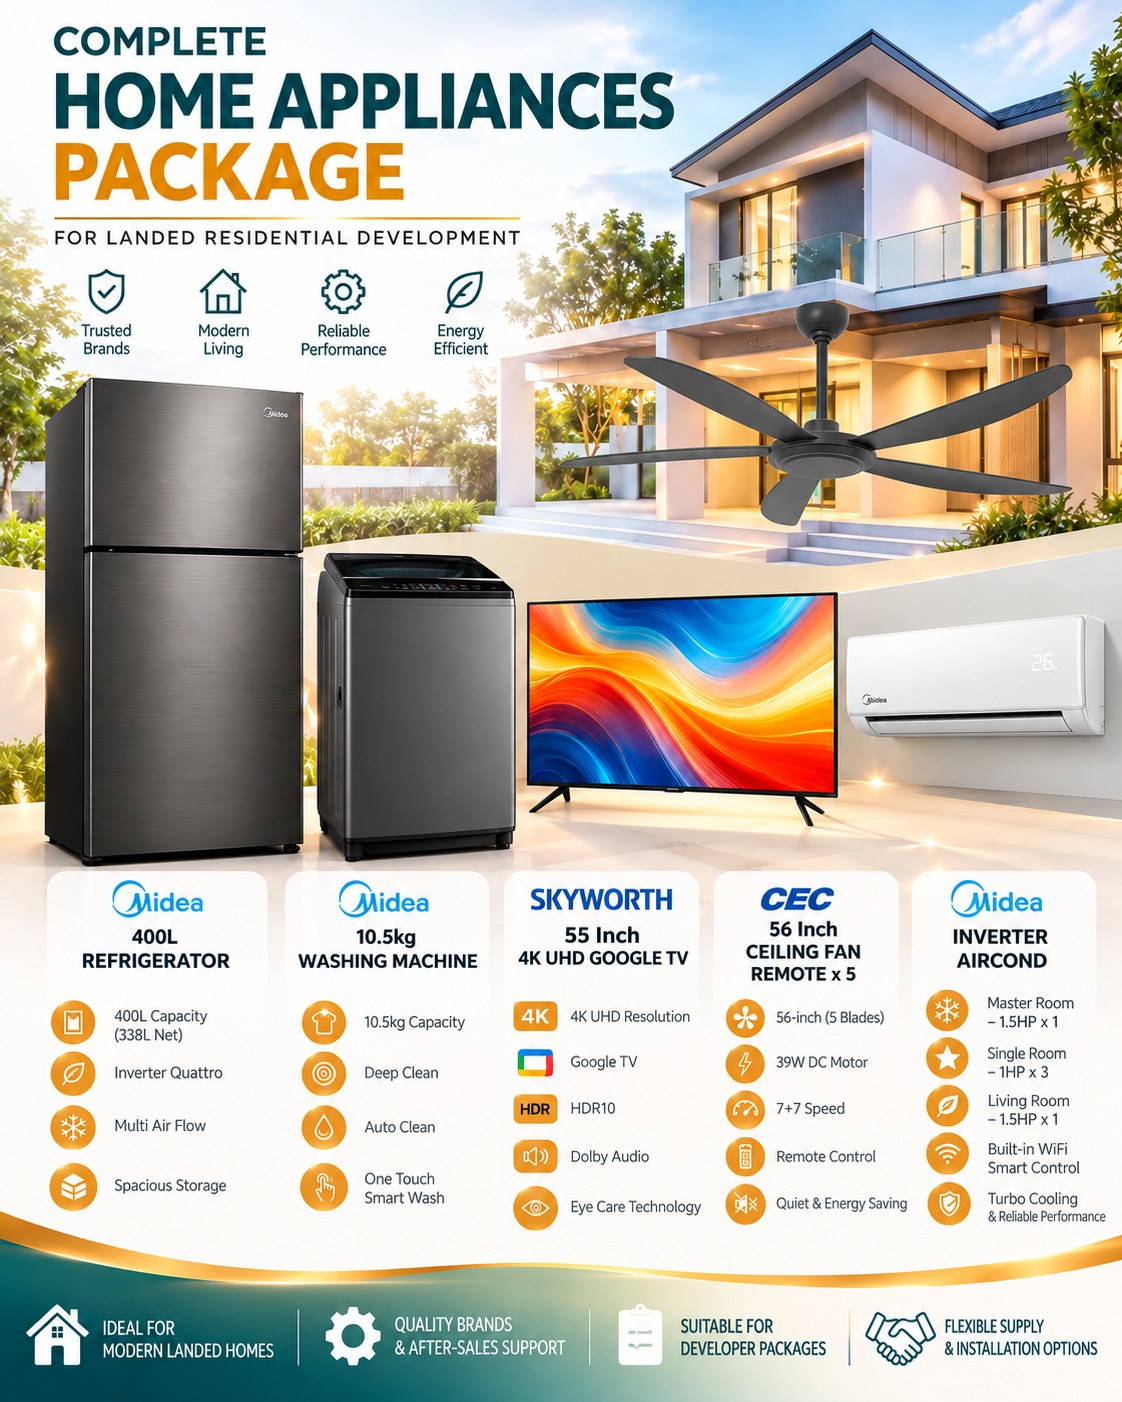 COMPLETE
HOME APPLIANCES
PACKAGE
FOR LANDED RESIDENTIAL DEVELOPMENT
Trusted
Brands
Modern
Living
Reliable
Performance
Energy
Efficient
Midea
26
Midea
Midea
400L
REFRIGERATOR
400L Capacity
(338L Net)
Inverter Quattro
Multi Air Flow
Spacious Storage
Midea
10.5kg
WASHING MACHINE
10.5kg Capacity
Deep Clean
Auto Clean
One Touch
Smart Wash
SKYWORTH
55 Inch
4K UHD GOOGLE TV
4K
4K UHD Resolution
Google TV
HDR
HDR10
Dolby Audio
Eye Care Technology
CEC
56 Inch
CEILING FAN
REMOTE x 5
56-inch (5 Blades)
39W DC Motor
7+7 Speed
Remote Control
Quiet & Energy Saving
Midea
INVERTER
AIRCOND
Master Room
– 1.5HP x 1
Single Room
– 1HP x 3
Living Room
– 1.5HP x 1
Built-in WiFi
Smart Control
Turbo Cooling
& Reliable Performance
IDEAL FOR
MODERN LANDED HOMES
QUALITY BRANDS
& AFTER-SALES SUPPORT
SUITABLE FOR
DEVELOPER PACKAGES
FLEXIBLE SUPPLY
& INSTALLATION OPTIONS